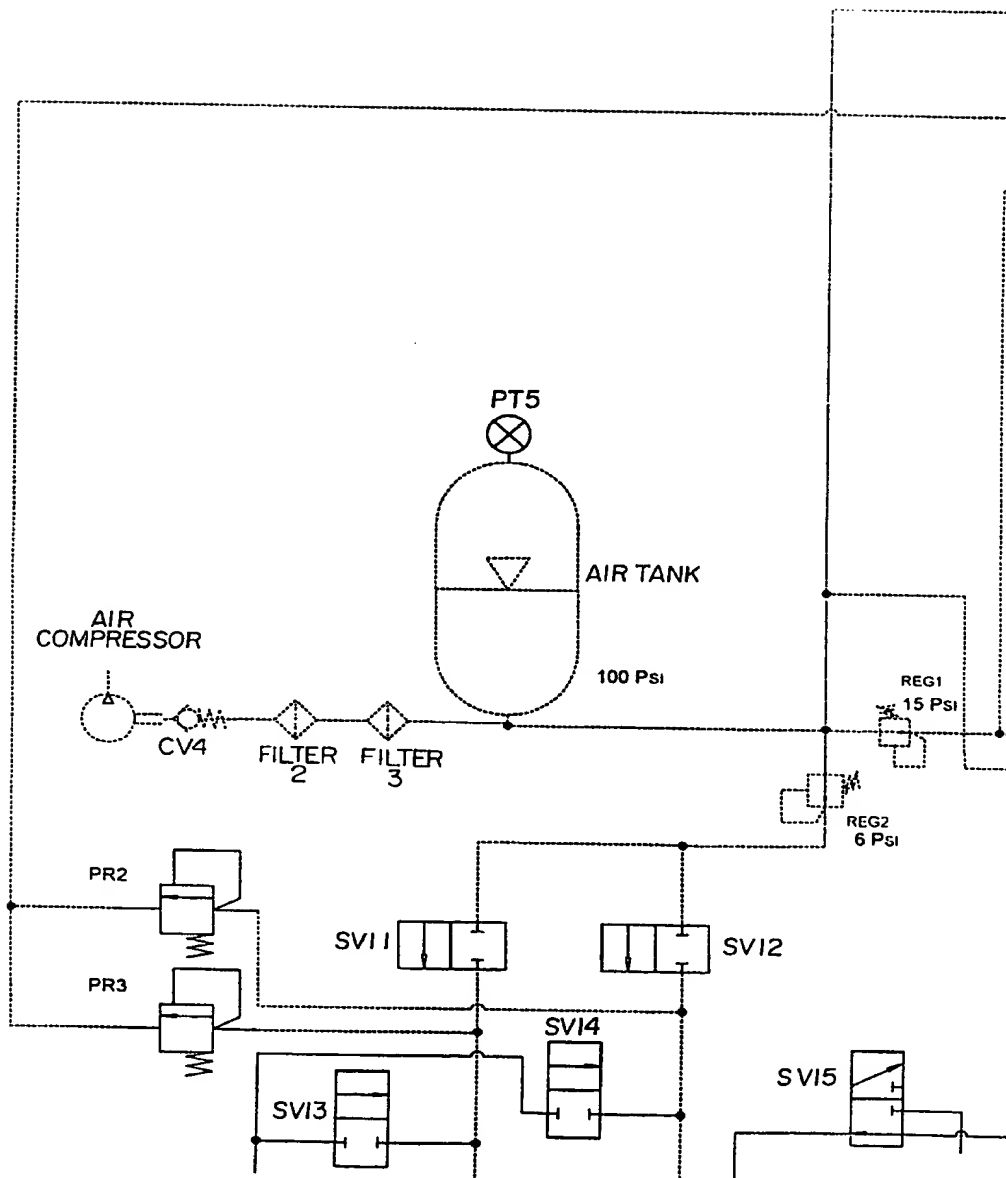 PT5
AIR TANK
AIR
COMPRESSOR
100 PSI
REG1
15 PSI
CV4
FILTER
2
FILTER
3
REG2
6 PSI
PR2
SV11
SV12
PR3
SV14
SV13
SV15